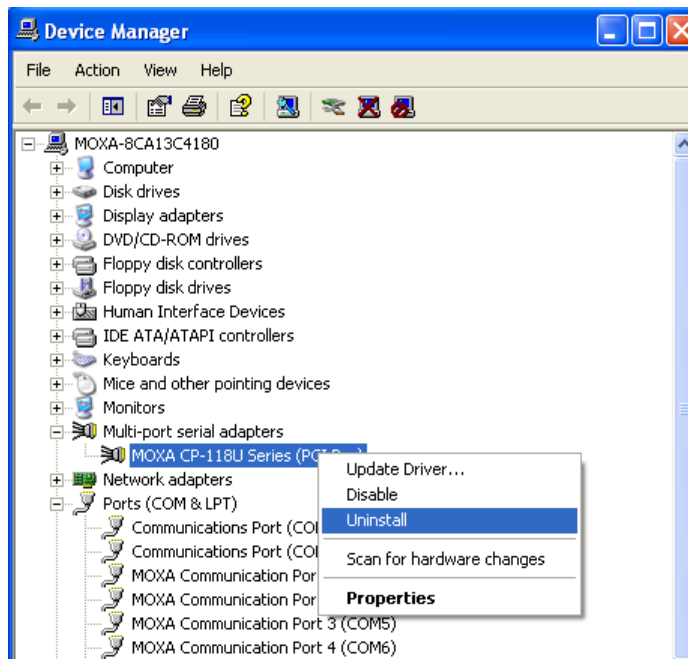 Device Manager
File Action View Help
MOXA-8CA13C4180
Computer
Disk drives
Display adapters
DVD/CD-ROM drives
Floppy disk controllers
Floppy disk drives
Human Interface Devices
IDE ATA/ATAPI controllers
Keyboards
Mice and other pointing devices
Monitors
Multi-port serial adapters
MOXA CP-118U Series (PCI
Network adapters
Ports (COM & LPT)
Communications Port
Communications Port
MOXA Communication
MOXA Communication
MOXA Communication Port 3 (COM5)
MOXA Communication Port 4 (COM6)
Update Driver...
Disable
Uninstall
Scan for hardware changes
Properties